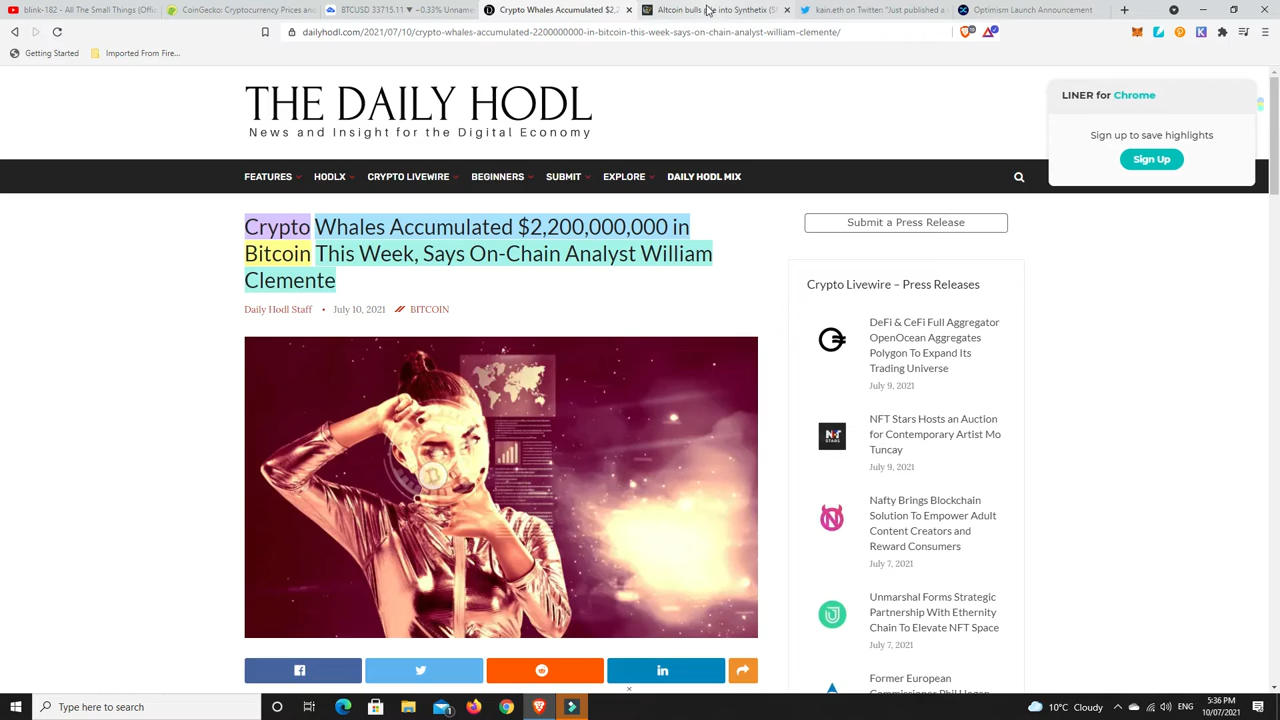 blink-182 - All The Small Things (Offici
CoinGecko: Cryptocurrency Prices and
BTCUSD 33715.11 ▼ −0.33% Unname
Crypto Whales Accumulated $2,2
Altcoin bulls
into Synthetix (S
kain.eth on Twitter: "Just published a
Optimism Launch Announcement
dailyhodl.com/2021/07/10/crypto-whales-accumulated-2200000000-in-bitcoin-this-week-says-on-chain-analyst-william-clemente/
Getting Started
Imported From Fire...
THE DAILY HODL
News and Insight for the Digital Economy
LINER for Chrome
Sign up to save highlights
Sign Up
FEATURES
HODLX
CRYPTO LIVEWIRE
BEGINNERS
SUBMIT
EXPLORE
DAILY HODL MIX
Crypto Whales Accumulated $2,200,000,000 in
Bitcoin This Week, Says On-Chain Analyst William
Clemente
Daily Hodl Staff • July 10, 2021 // BITCOIN
Submit a Press Release
Crypto Livewire – Press Releases
DeFi & CeFi Full Aggregator
OpenOcean Aggregates
Polygon To Expand Its
Trading Universe
July 9, 2021
NFT Stars Hosts an Auction
for Contemporary Artist Mo
Tuncay
July 9, 2021
Nafty Brings Blockchain
Solution To Empower Adult
Content Creators and
Reward Consumers
July 7, 2021
Unmarshal Forms Strategic
Partnership With Ethernity
Chain To Elevate NFT Space
July 7, 2021
Former European
Commissioner Phil Hogan
Type here to search
10°C Cloudy
5:36 PM
10/07/2021